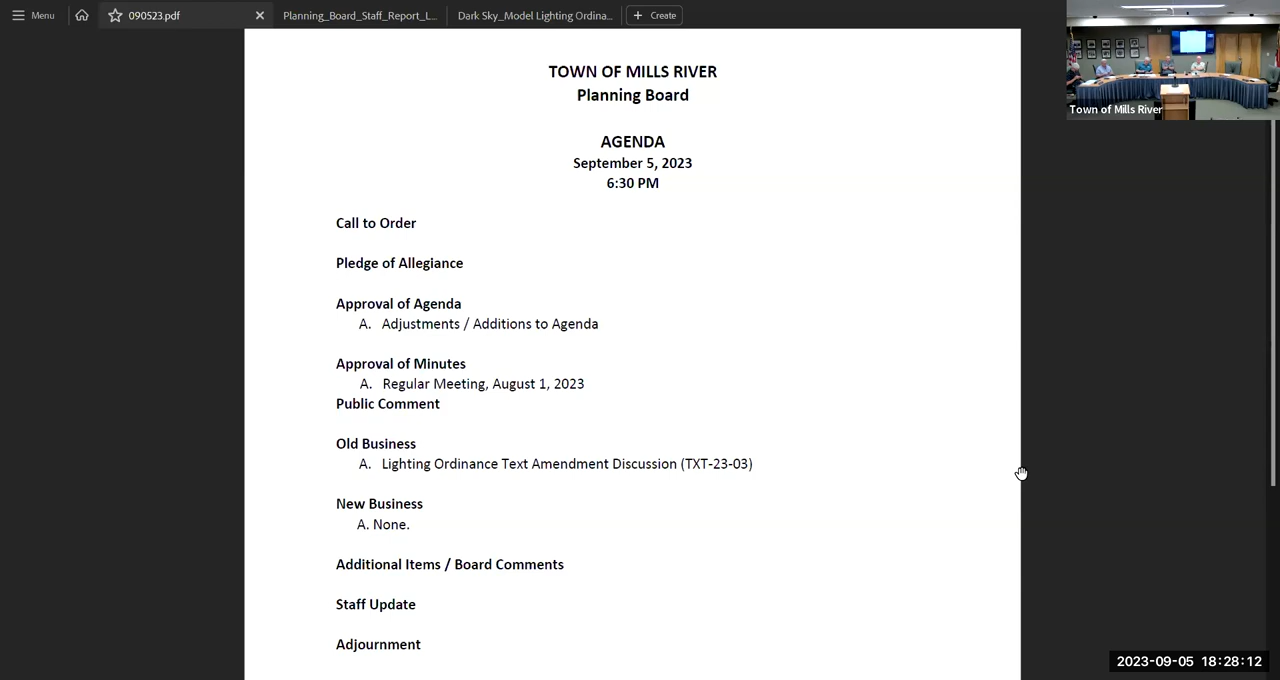 Menu
090523.pdf
Planning_Board_Staff_Report_L...
Dark Sky_Model Lighting Ordina...
+ Create
Town of Mills River
TOWN OF MILLS RIVER
Planning Board
AGENDA
September 5, 2023
6:30 PM
Call to Order
Pledge of Allegiance
Approval of Agenda
A. Adjustments / Additions to Agenda
Approval of Minutes
A. Regular Meeting, August 1, 2023
Public Comment
Old Business
A. Lighting Ordinance Text Amendment Discussion (TXT-23-03)
New Business
A. None.
Additional Items / Board Comments
Staff Update
Adjournment
2023-09-05 18:28:12